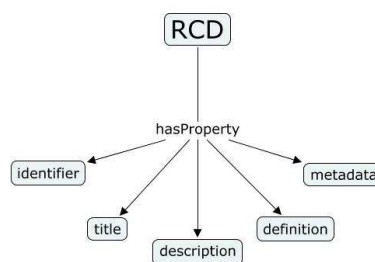 RCD
hasProperty
identifier
metadata
title
definition
description